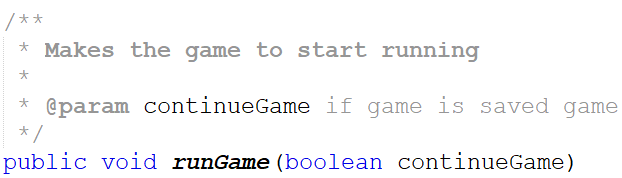 /**
 * Makes the game to start running
 *
 * @param continueGame if game is saved game
 */
public void runGame(boolean continueGame)